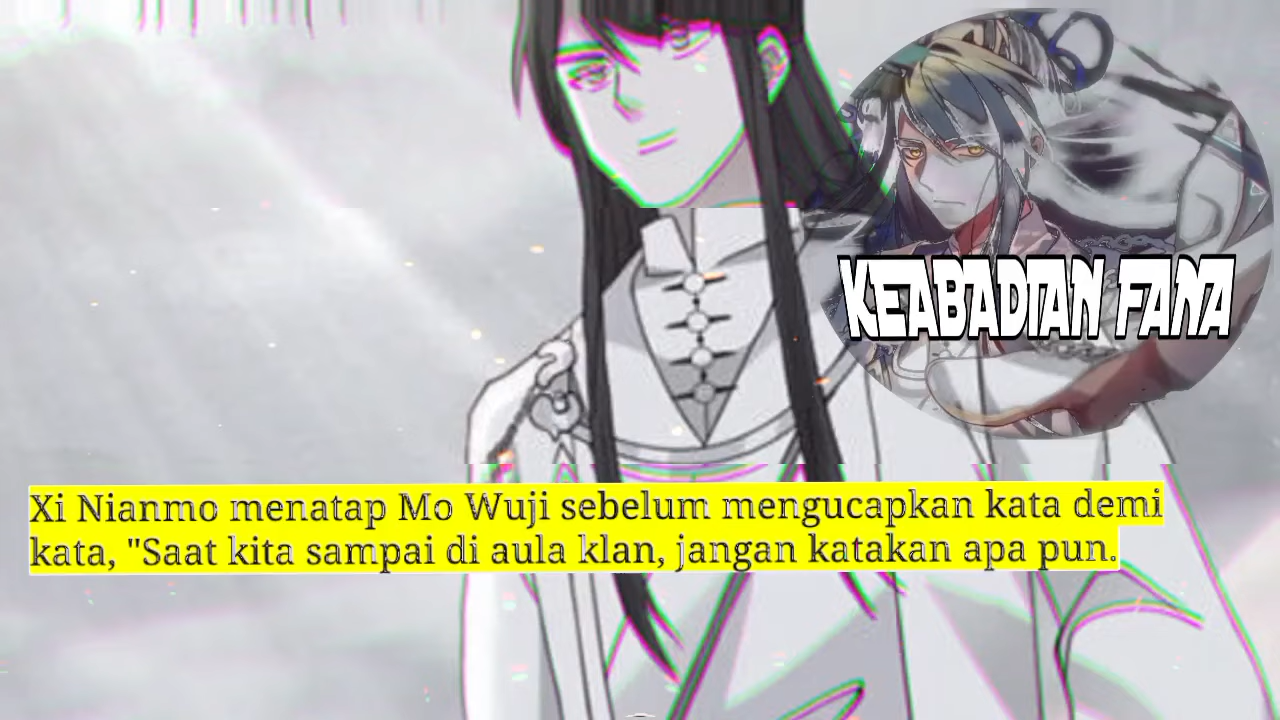 KEABADIAN FANA
Xi Nianmo menatap Mo Wuji sebelum mengucapkan kata demi
kata, "Saat kita sampai di aula klan, jangan katakan apa pun.